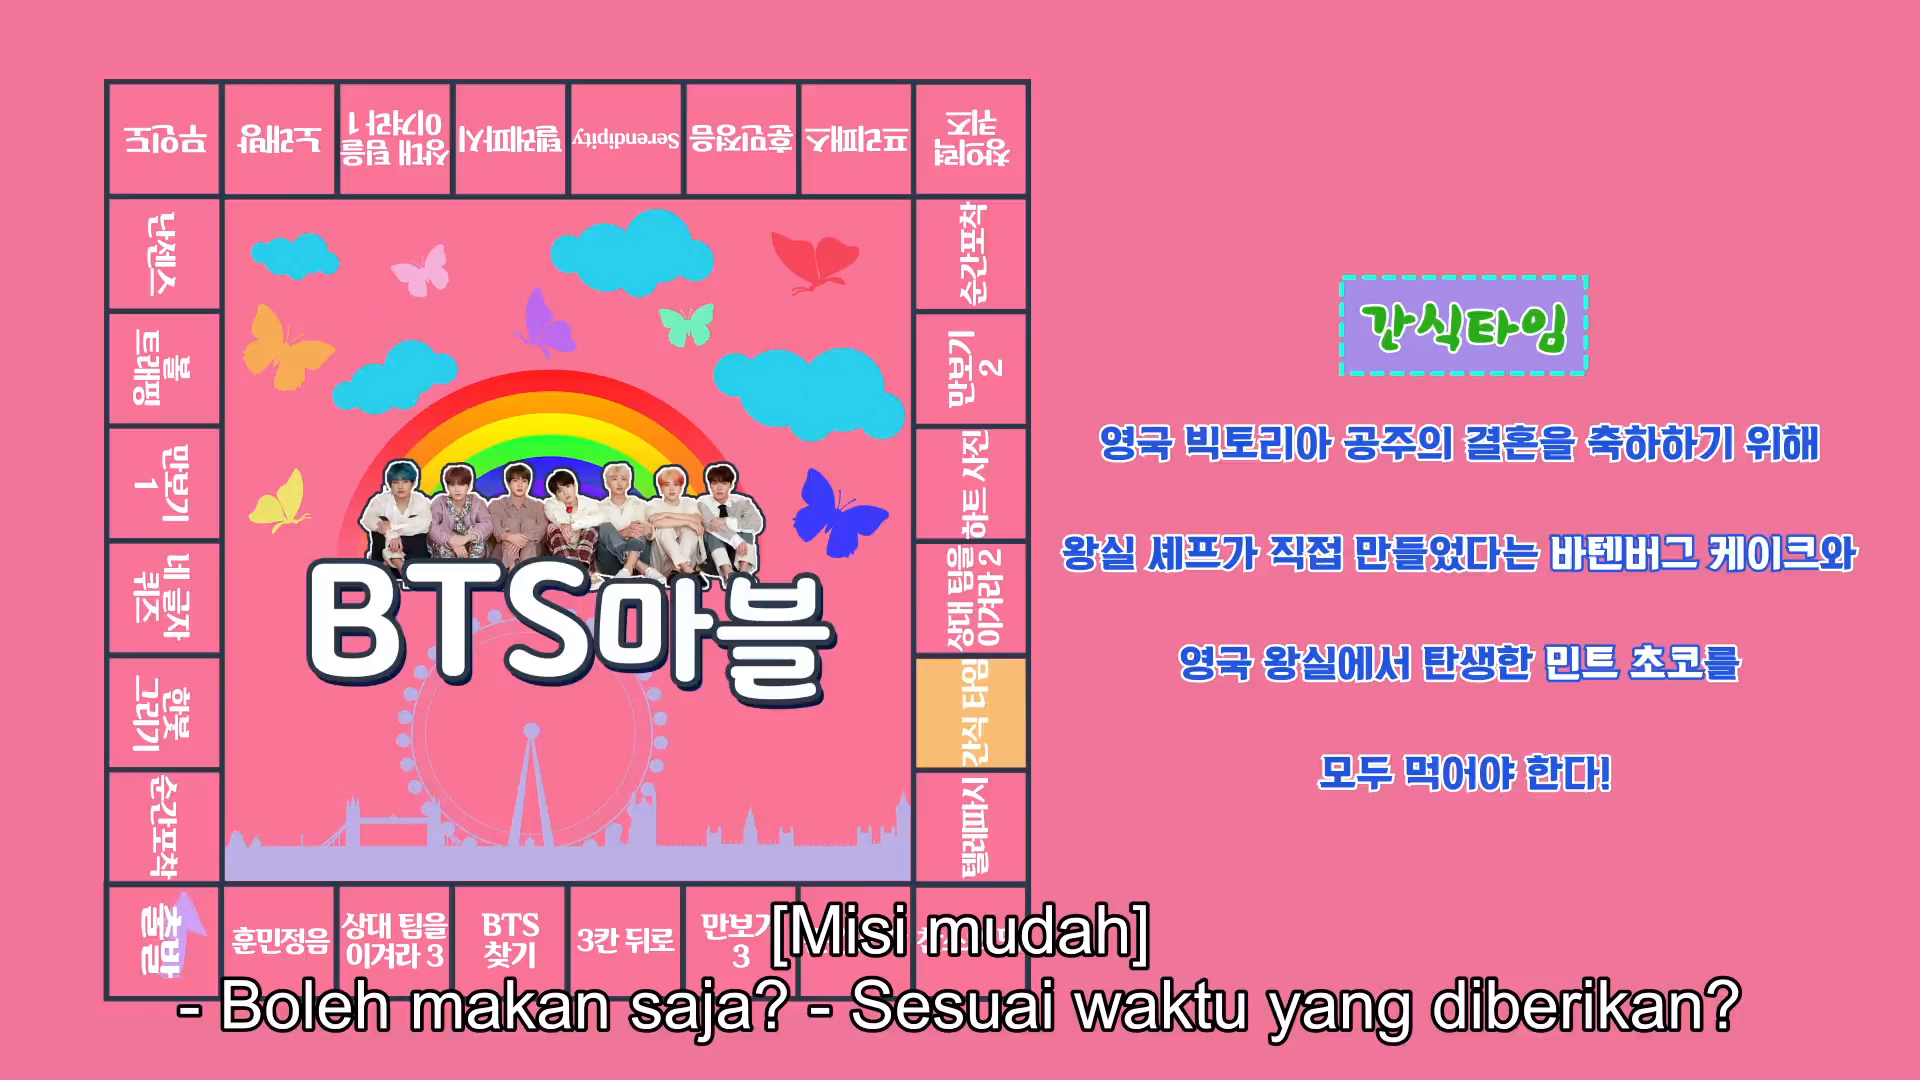 무인도
노래방
상대 팀을
이겨라 1
텔레파시
Serendipity
훈민정음
프리패스
창의력
퀴즈
난센스
볼
트래핑
만보기
1
네 글자
퀴즈
한붓
그리기
순간포착
출발
순간포착
만보기
2
하트 사진
상대 팀을
이겨라 2
간식 타임
텔레파시
BTS마블
훈민정음
상대 팀을
이겨라 3
BTS
찾기
3칸 뒤로
만보기
3
간식타임
영국 빅토리아 공주의 결혼을 축하하기 위해
왕실 셰프가 직접 만들었다는 바텐버그 케이크와
영국 왕실에서 탄생한 민트 초코를
모두 먹어야 한다!
[Misi mudah]
- Boleh makan saja? - Sesuai waktu yang diberikan?